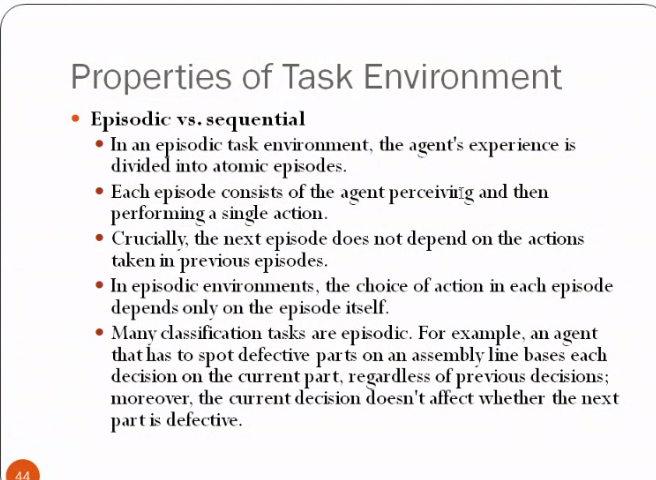 Properties of Task Environment
• Episodic vs. sequential
• In an episodic task environment, the agent's experience is
divided into atomic episodes.
• Each episode consists of the agent perceiving and then
performing a single action.
• Crucially, the next episode does not depend on the actions
taken in previous episodes.
• In episodic environments, the choice of action in each episode
depends only on the episode itself.
• Many classification tasks are episodic. For example, an agent
that has to spot defective parts on an assembly line bases each
decision on the current part, regardless of previous decisions;
moreover, the current decision doesn't affect whether the next
part is defective.
44